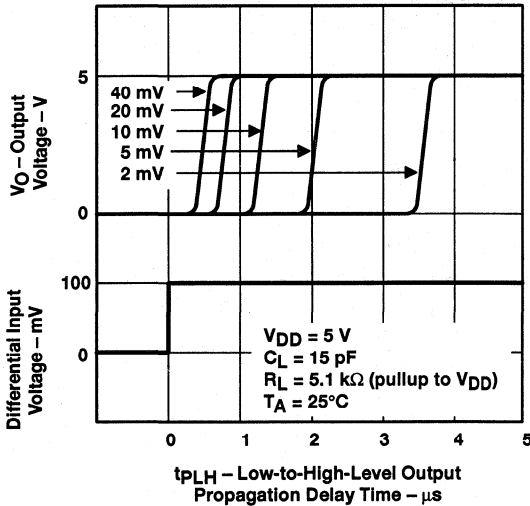 VO – Output
Voltage – V
5
0
40 mV
20 mV
10 mV
5 mV
2 mV
Differential Input
Voltage – mV
100
0
VDD = 5 V
CL = 15 pF
RL = 5.1 kΩ (pullup to VDD)
TA = 25°C
0 1 2 3 4 5
tPLH – Low-to-High-Level Output
Propagation Delay Time – μs